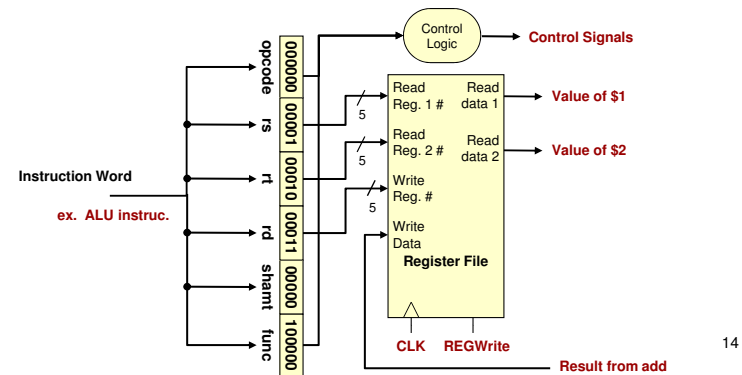 Control
Logic
Control Signals
opcode
000000
rs
00001
rt
00010
rd
00011
shamt
00000
func
100000
Instruction Word
ex. ALU instruc.
5
5
5
Read
Reg. 1 #
Read
data 1
Read
Reg. 2 #
Read
data 2
Write
Reg. #
Write
Data
Register File
Value of $1
Value of $2
CLK
REGWrite
Result from add
14